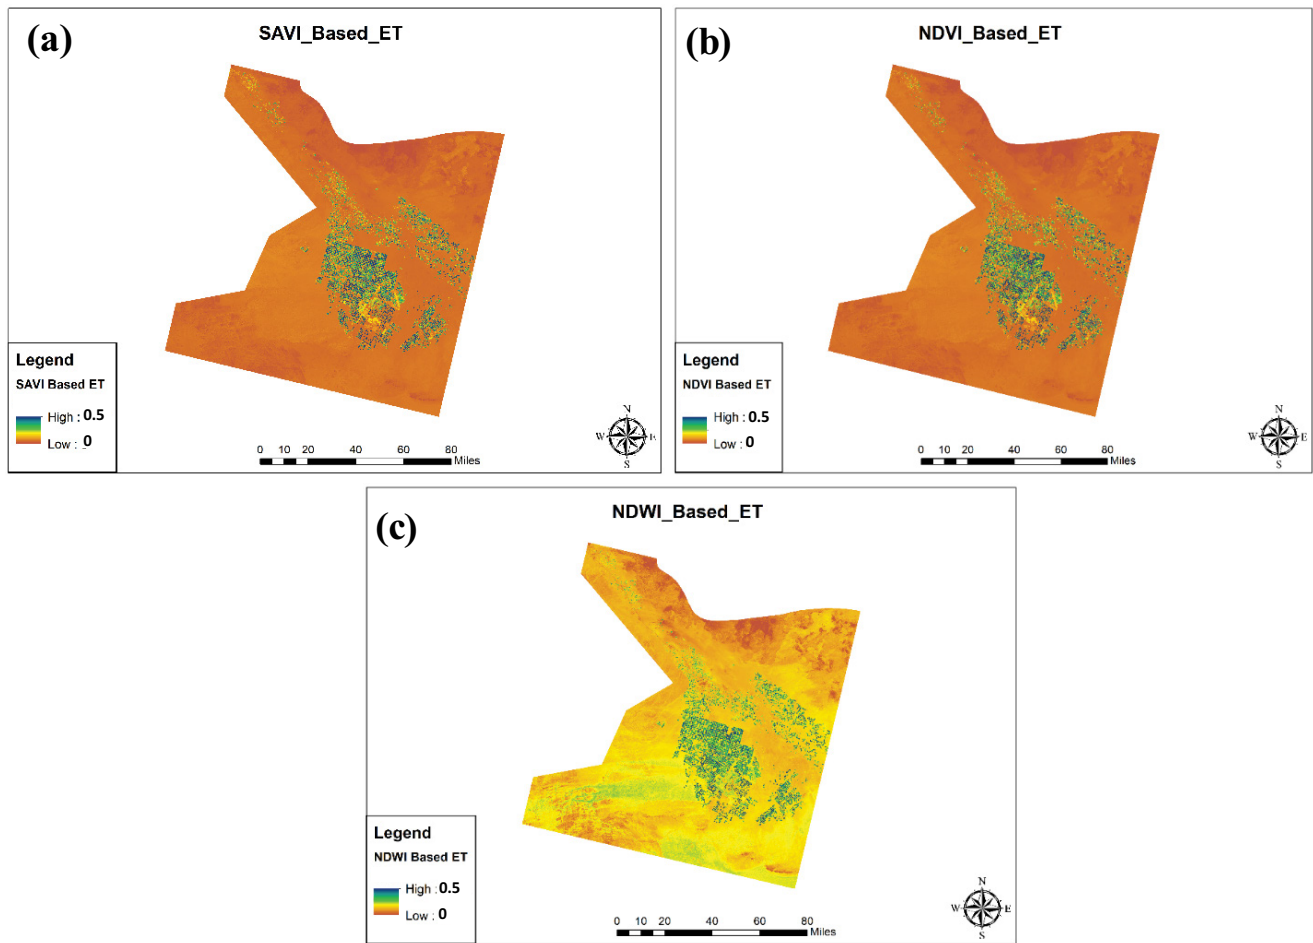 (a)
SAVI_Based_ET
Legend
SAVI Based ET
High : 0.5
Low : 0
0 10 20 40 60 80
Miles
N
W E
S
(b)
NDVI_Based_ET
Legend
NDVI Based ET
High : 0.5
Low : 0
0 10 20 40 60 80
Miles
N
W E
S
(c)
NDWI_Based_ET
Legend
NDWI Based ET
High : 0.5
Low : 0
0 10 20 40 60 80
Miles
N
W E
S